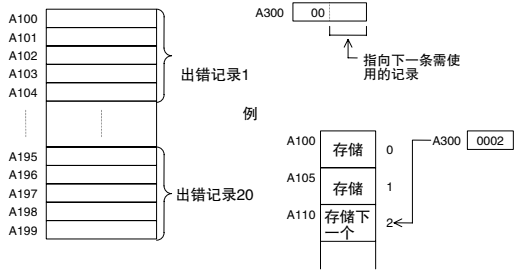 A100
A101
A102
A103
A104
出错记录1
A195
A196
A197
A198
A199
出错记录20
A300 00
指向下一条需使
用的记录
例
A100 存储 0
A105 存储 1
A110 存储下
一个 2
A300 0002